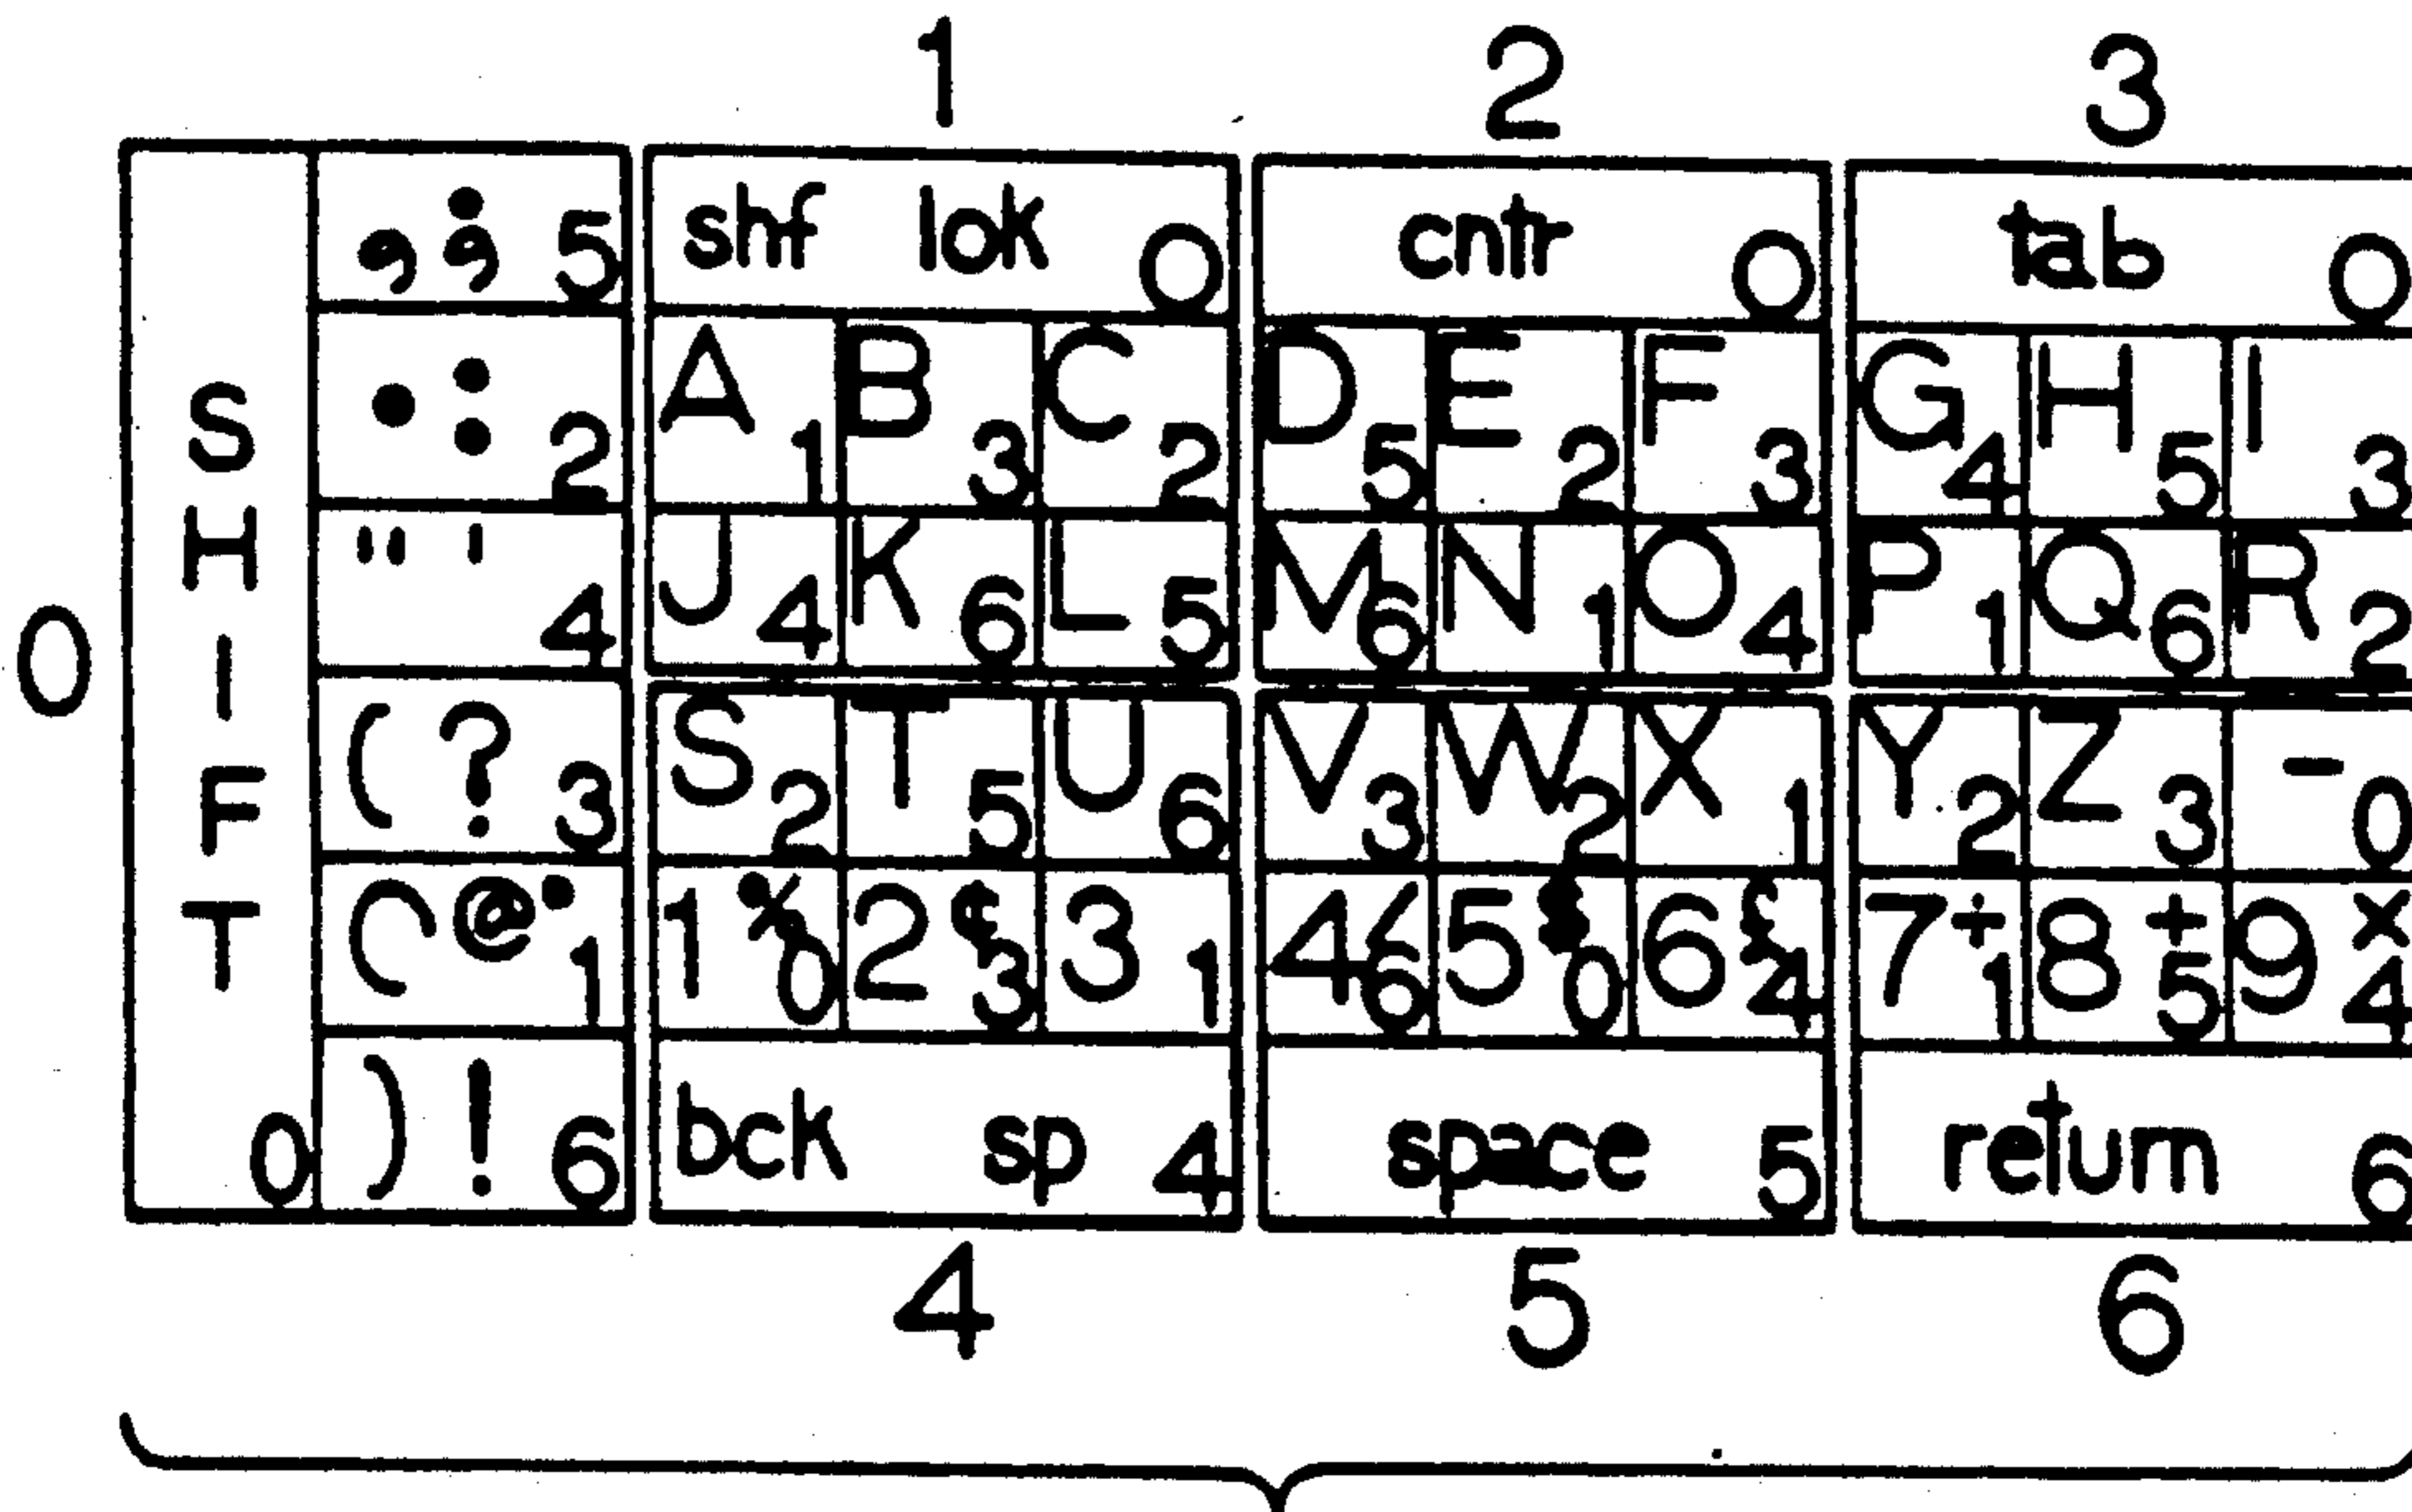 1 2 3
, ; 5 shf lok 0 cntr 0 tab 0
. : 2 A 1 B 3 C 2 D 5 E 2 F 3 G 4 H 5 I 3
" ' 4 J 4 K 6 L 5 M 6 N 1 O 4 P 1 Q 6 R 2
0 SHIFT 0
( ? 3 S 2 T 5 U 6 V 3 W 2 X 1 Y 2 Z 3 - 0
@ 1 1 % 0 2 ¢ 3 3 1 4 6 5 0 6 £ 4 7 ÷ 1 8 + 5 9 × 4
) ! 6 bck sp 4 space 5 return 6
4 5 6